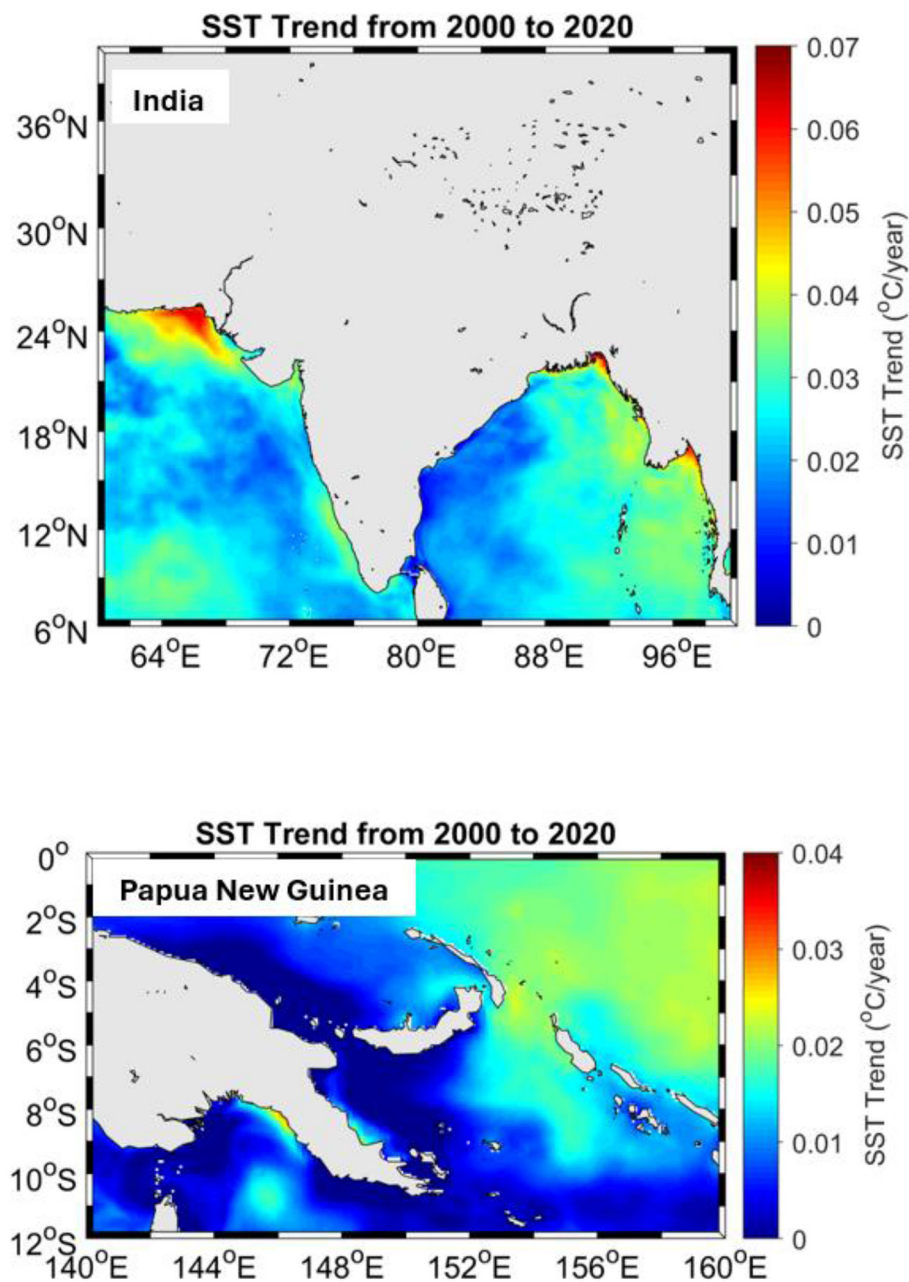 SST Trend from 2000 to 2020
India
36°N
30°N
24°N
18°N
12°N
6°N
64°E 72°E 80°E 88°E 96°E
0.07
0.06
0.05
0.04
0.03
0.02
0.01
0
SST Trend (°C/year)
SST Trend from 2000 to 2020
Papua New Guinea
0°
2°S
4°S
6°S
8°S
10°S
12°S
140°E 144°E 148°E 152°E 156°E 160°E
0.04
0.03
0.02
0.01
0
SST Trend (°C/year)